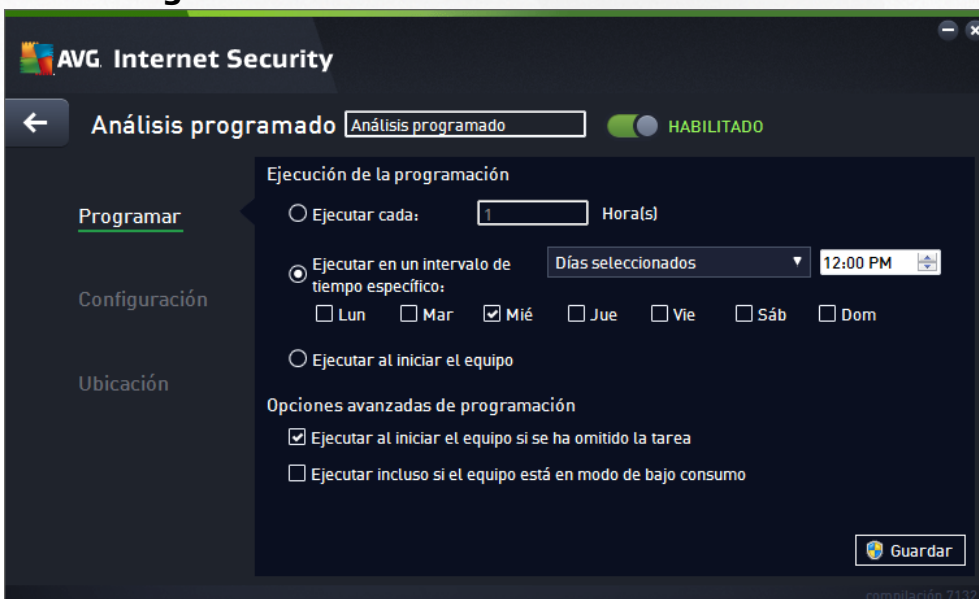 AVG. Internet Security
Análisis programado Análisis programado HABILITADO
Programar
Configuración
Ubicación
Ejecución de la programación
Ejecutar cada: 1 Hora(s)
Ejecutar en un intervalo de tiempo específico:
Días seleccionados 12:00 PM
Lun Mar Mié Jue Vie Sáb Dom
Ejecutar al iniciar el equipo
Opciones avanzadas de programación
Ejecutar al iniciar el equipo si se ha omitido la tarea
Ejecutar incluso si el equipo está en modo de bajo consumo
Guardar
compilación 7132